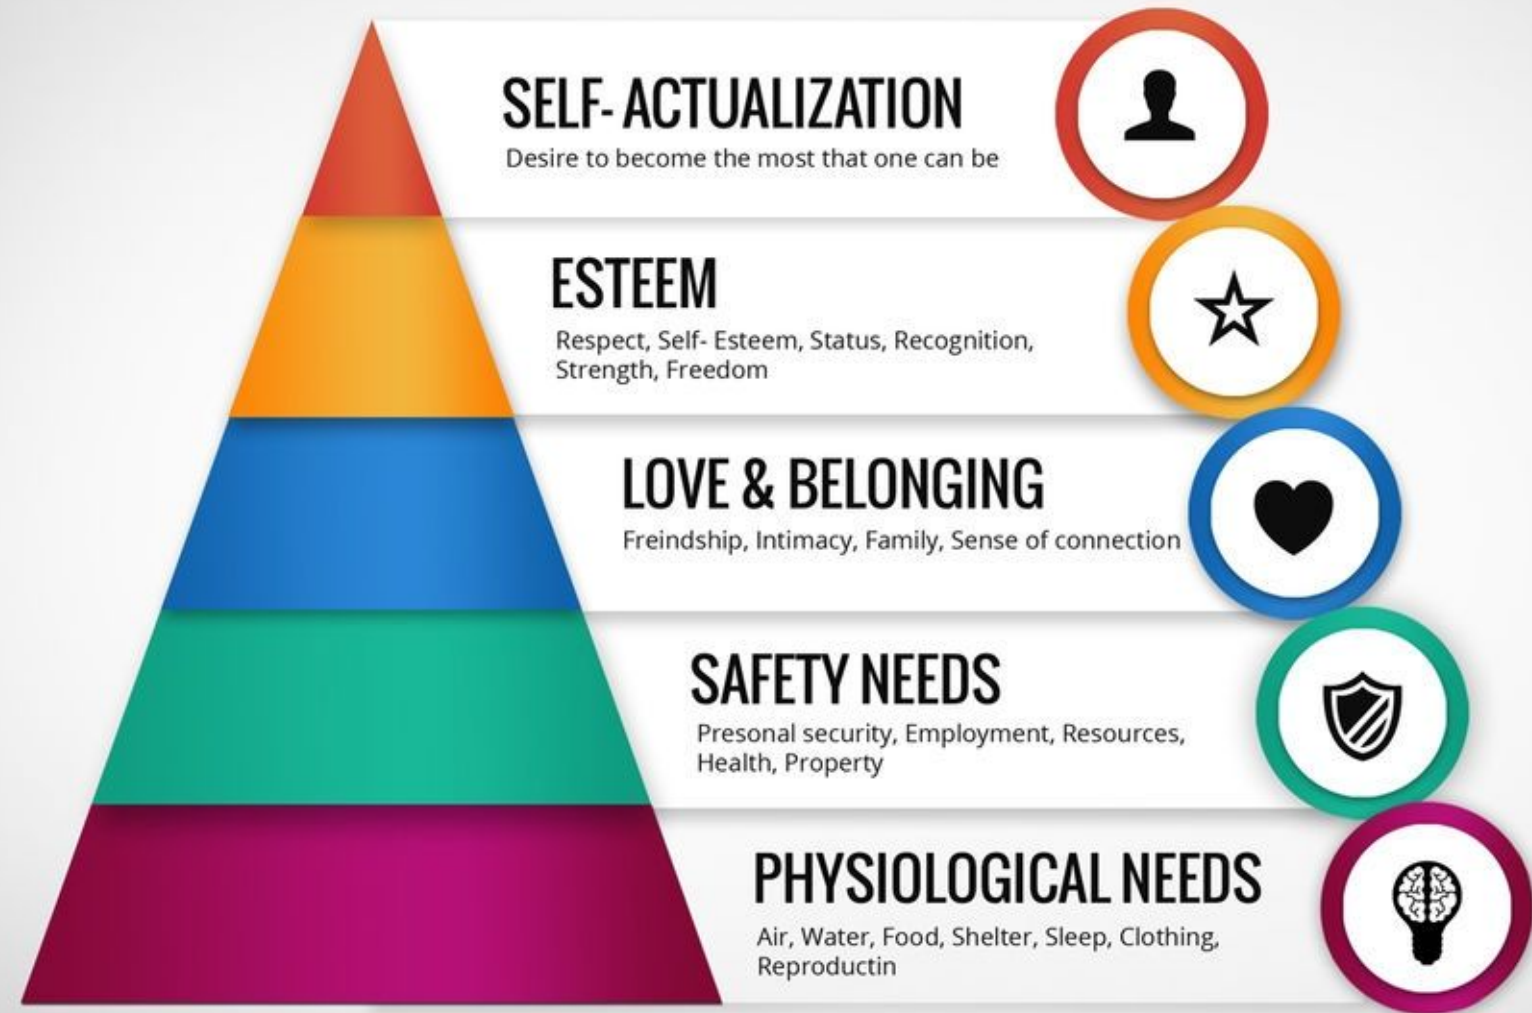 SELF- ACTUALIZATION
Desire to become the most that one can be
ESTEEM
Respect, Self- Esteem, Status, Recognition,
Strength, Freedom
LOVE & BELONGING
Freindship, Intimacy, Family, Sense of connection
SAFETY NEEDS
Presonal security, Employment, Resources,
Health, Property
PHYSIOLOGICAL NEEDS
Air, Water, Food, Shelter, Sleep, Clothing,
Reproductin